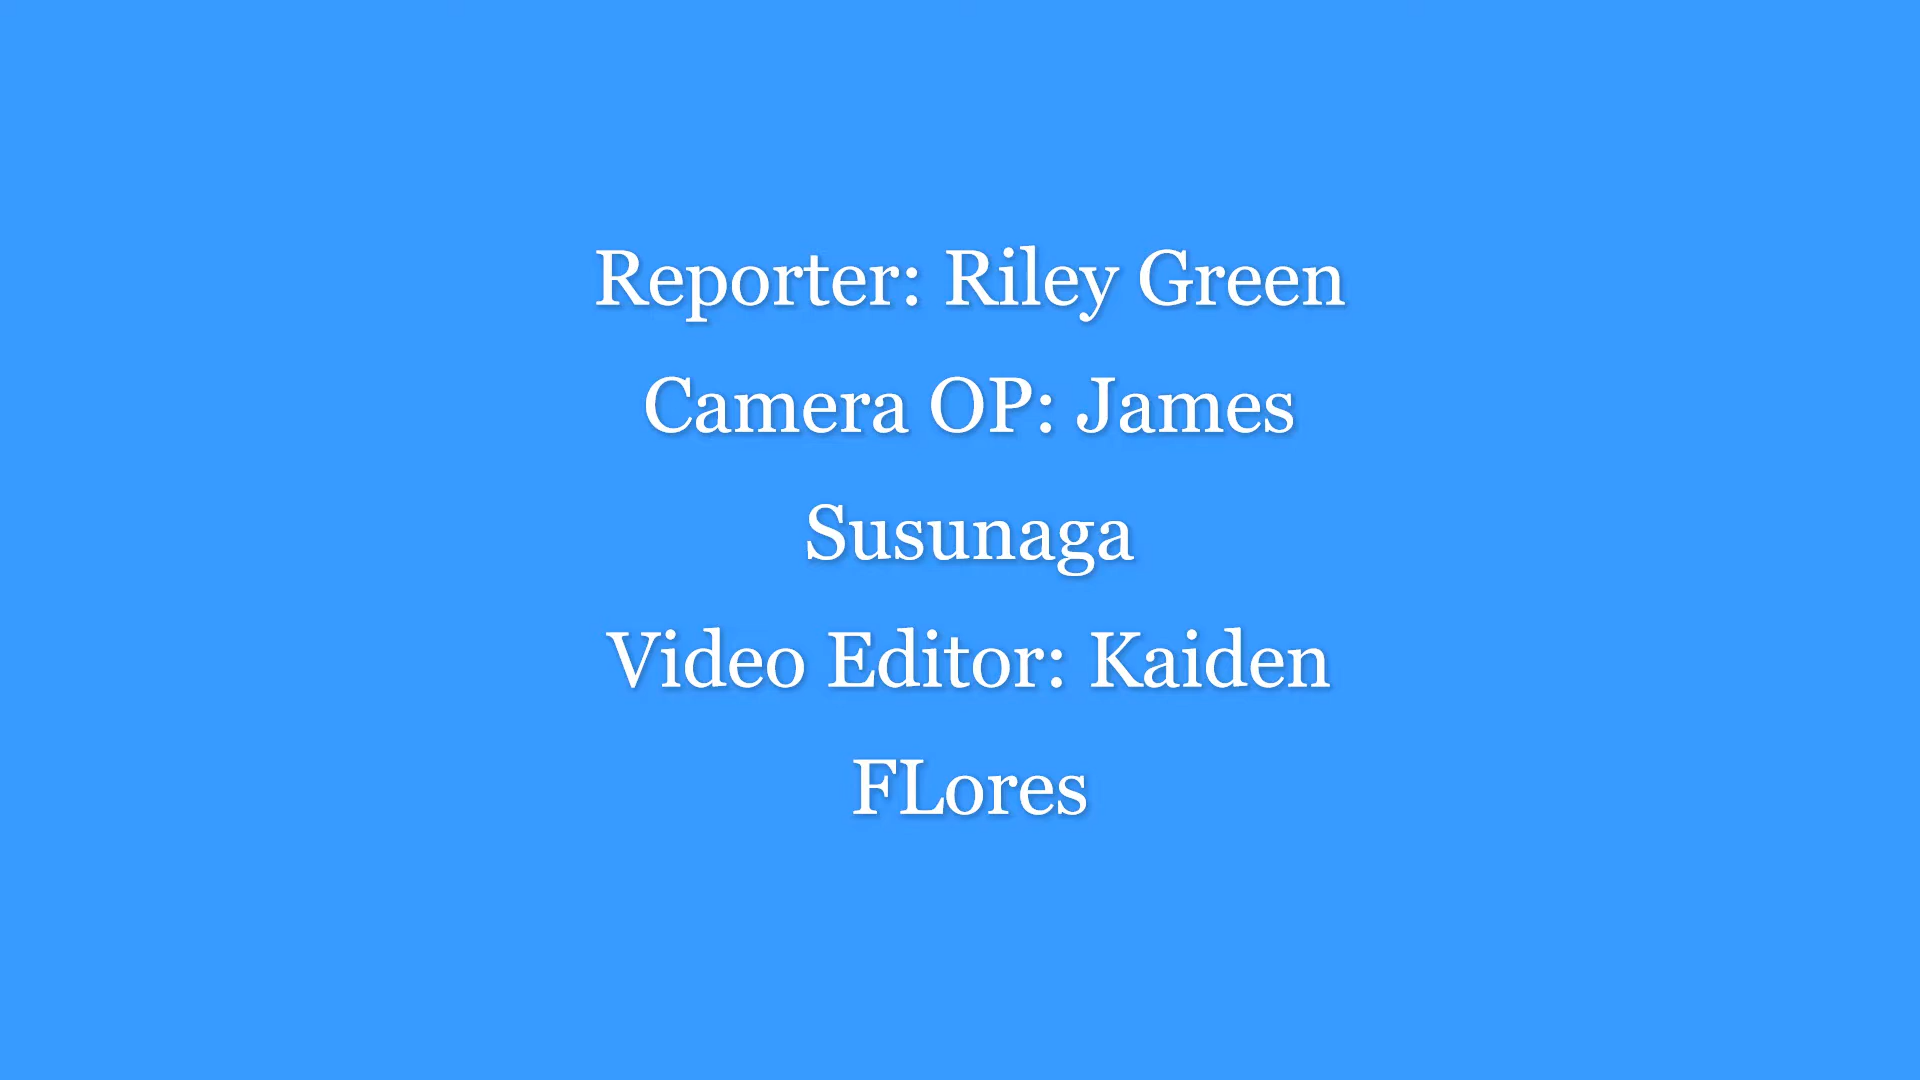 Reporter: Riley Green
Camera OP: James
Susunaga
Video Editor: Kaiden
FLores